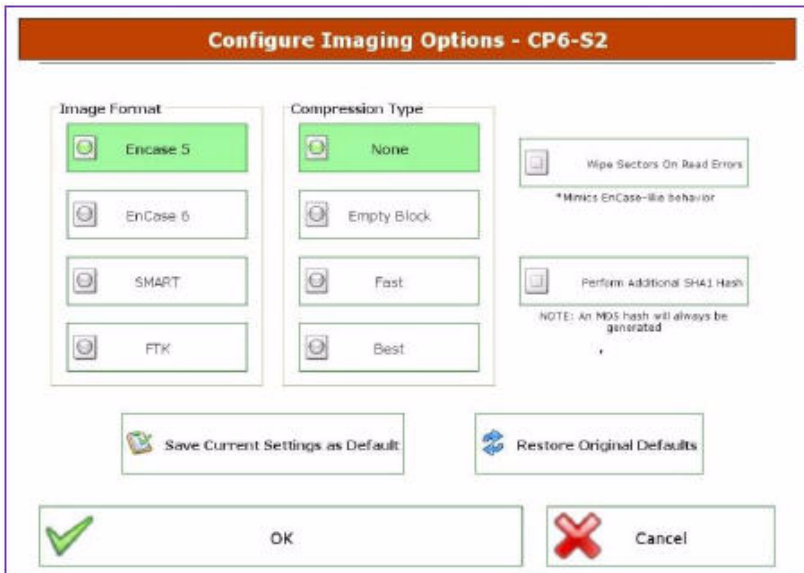 Configure Imaging Options - CP6-S2
Image Format
Encase 5
EnCase 6
SMART
FTK
Compression Type
None
Empty Block
Fast
Best
Wipe Sectors On Read Errors
*Mimics EnCase-like behavior
Perform Additional SHA1 Hash
NOTE: An MD5 hash will always be
generated
Save Current Settings as Default
Restore Original Defaults
OK
Cancel